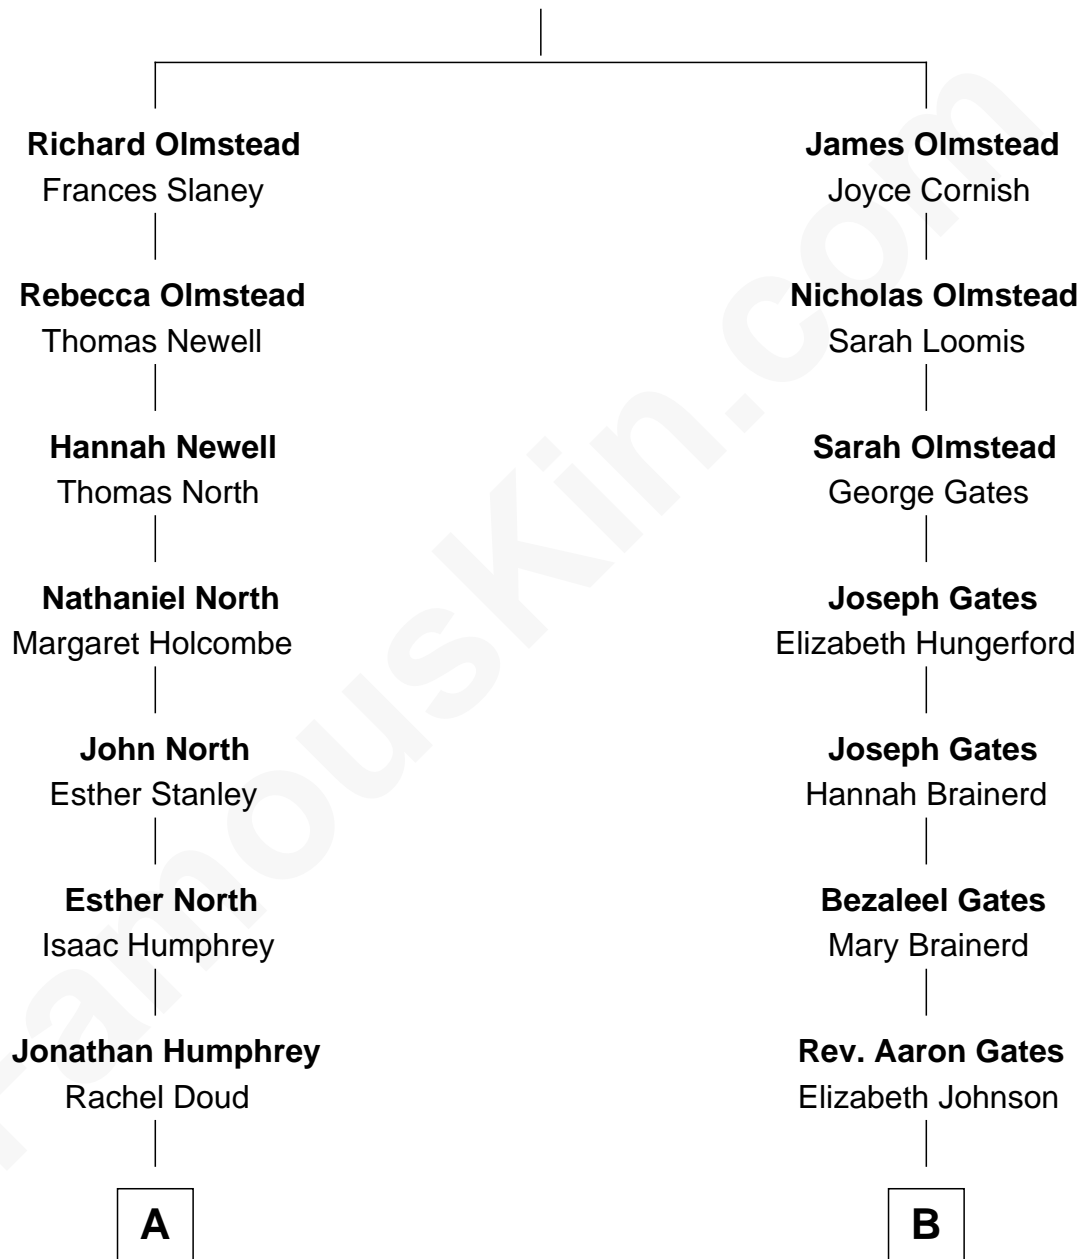 Richard Olmstead
Frances Slaney
Rebecca Olmstead
Thomas Newell
Hannah Newell
Thomas North
Nathaniel North
Margaret Holcombe
John North
Esther Stanley
Esther North
Isaac Humphrey
Jonathan Humphrey
Rachel Doud
A
James Olmstead
Joyce Cornish
Nicholas Olmstead
Sarah Loomis
Sarah Olmstead
George Gates
Joseph Gates
Elizabeth Hungerford
Joseph Gates
Hannah Brainerd
Bezaleel Gates
Mary Brainerd
Rev. Aaron Gates
Elizabeth Johnson
B
FamousKin.com